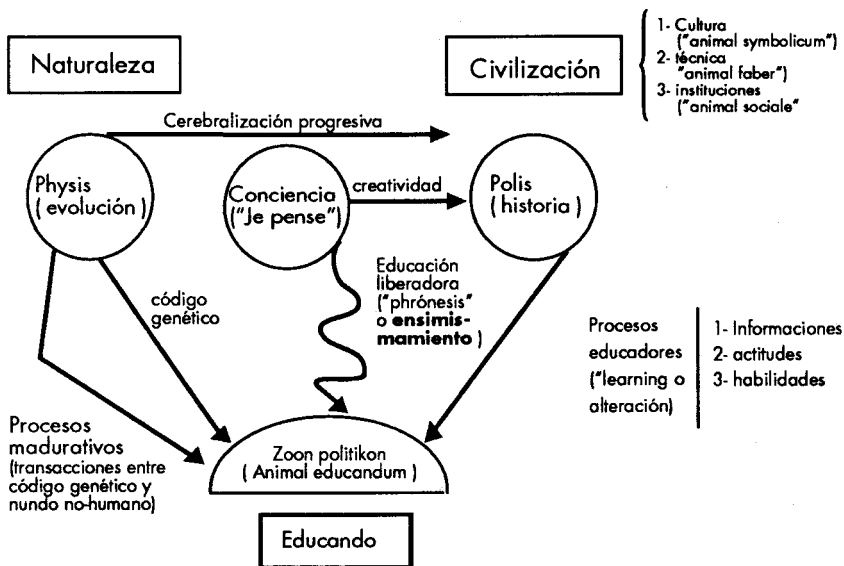 Naturaleza
Civilización
1- Cultura
("animal symbolicum")
2- técnica
"animal faber")
3- instituciones
("animal sociale"
Cerebralización progresiva
Physis
( evolución )
Conciencia
("Je pense")
creatividad
Polis
( historia )
código
genético
Educación
liberadora
("phrónesis"
o ensimis-
mamiento )
Procesos
educadores
("learning o
alteración)
1- Informaciones
2- actitudes
3- habilidades
Procesos
madurativos
(transacciones entre
código genético y
nundo no-humano)
Zoon politikon
( Animal educandum )
Educando